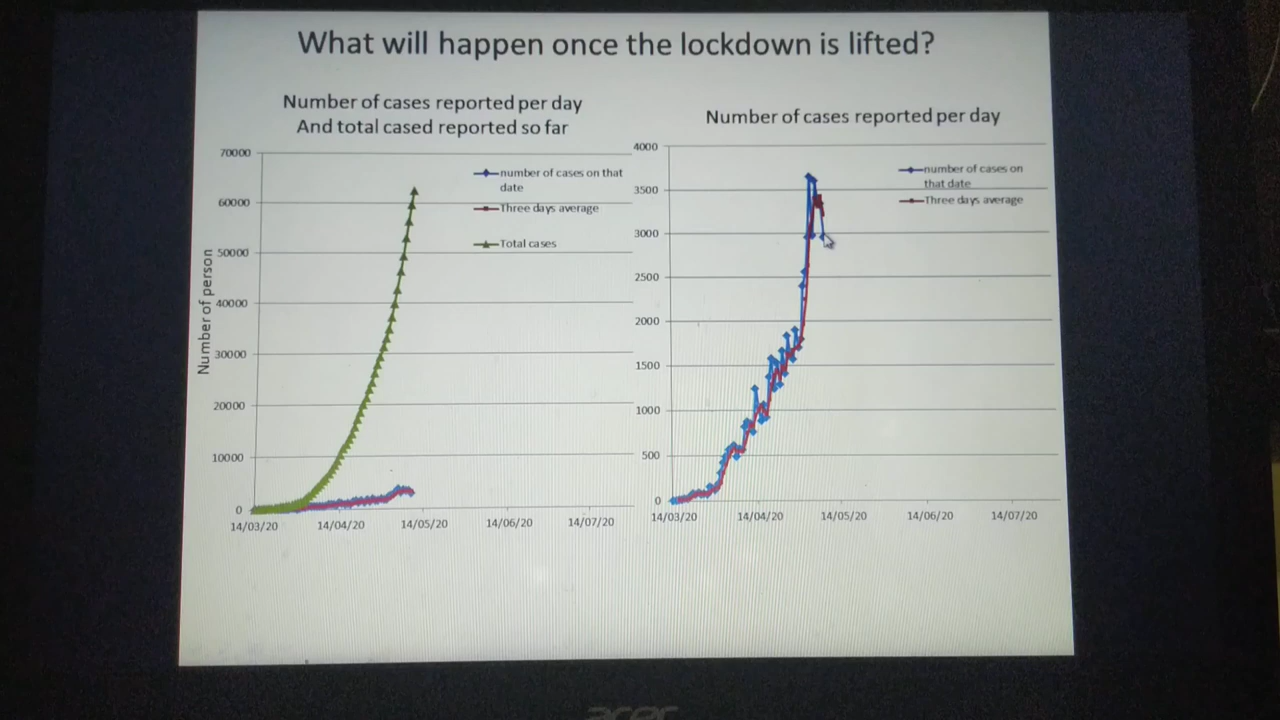 What will happen once the lockdown is lifted?
Number of cases reported per day
And total cased reported so far
70000
60000
50000
40000
30000
20000
10000
0
Number of person
number of cases on that
date
Three days average
Total cases
14/03/20
14/04/20
14/05/20
14/06/20
14/07/20
Number of cases reported per day
4000
3500
3000
2500
2000
1500
1000
500
0
number of cases on
that date
Three days average
14/03/20
14/04/20
14/05/20
14/06/20
14/07/20
acer